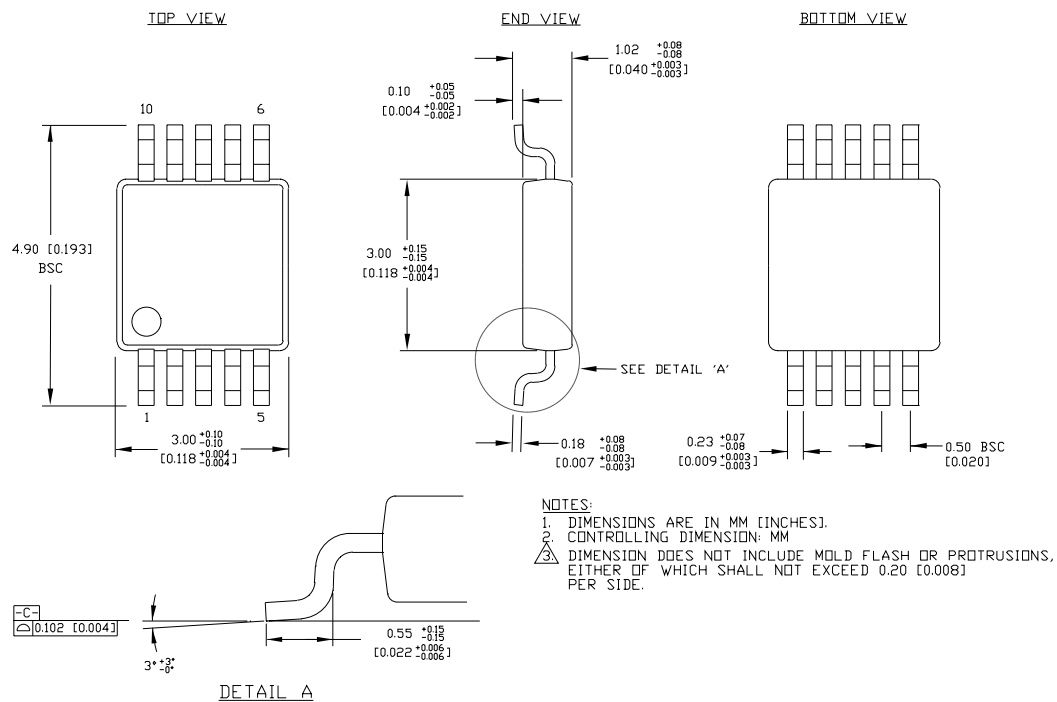 TOP VIEW
END VIEW
BOTTOM VIEW
1.02 +0.08 -0.08
[0.040 +0.003 -0.003]
0.10 +0.05 -0.05
[0.004 +0.002 -0.002]
10 6
4.90 [0.193]
BSC
3.00 +0.15 -0.15
[0.118 +0.004 -0.004]
SEE DETAIL 'A'
1 5
3.00 +0.10 -0.10
[0.118 +0.004 -0.004]
0.18 +0.08 -0.08
[0.007 +0.003 -0.003]
0.23 +0.07 -0.08
[0.009 +0.003 -0.003]
0.50 BSC
[0.020]
NOTES:
1. DIMENSIONS ARE IN MM [INCHES].
2. CONTROLLING DIMENSION: MM
3. DIMENSION DOES NOT INCLUDE MOLD FLASH OR PROTRUSIONS,
EITHER OF WHICH SHALL NOT EXCEED 0.20 [0.008]
PER SIDE.
-C-
0.102 [0.004]
3° +3° -0°
0.55 +0.15 -0.15
[0.022 +0.006 -0.006]
DETAIL A